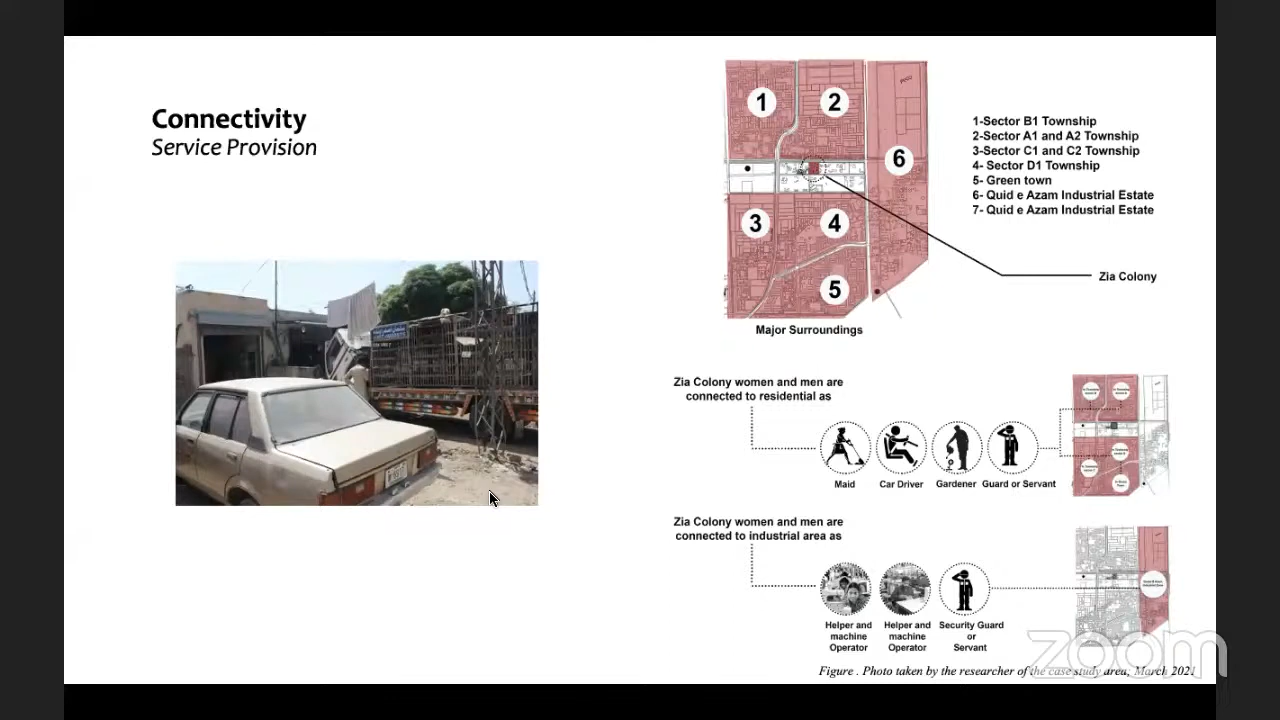 Connectivity
Service Provision
1
2
3
4
5
6
1-Sector B1 Township
2-Sector A1 and A2 Township
3-Sector C1 and C2 Township
4- Sector D1 Township
5- Green town
6- Quid e Azam Industrial Estate
7- Quid e Azam Industrial Estate
Zia Colony
Major Surroundings
Zia Colony women and men are
connected to residential as
Maid
Car Driver
Gardener
Guard or Servant
Zia Colony women and men are
connected to industrial area as
Helper and
machine
Operator
Helper and
machine
Operator
Security Guard
or
Servant
Figure . Photo taken by the researcher of the case study area, March 2021
zoom